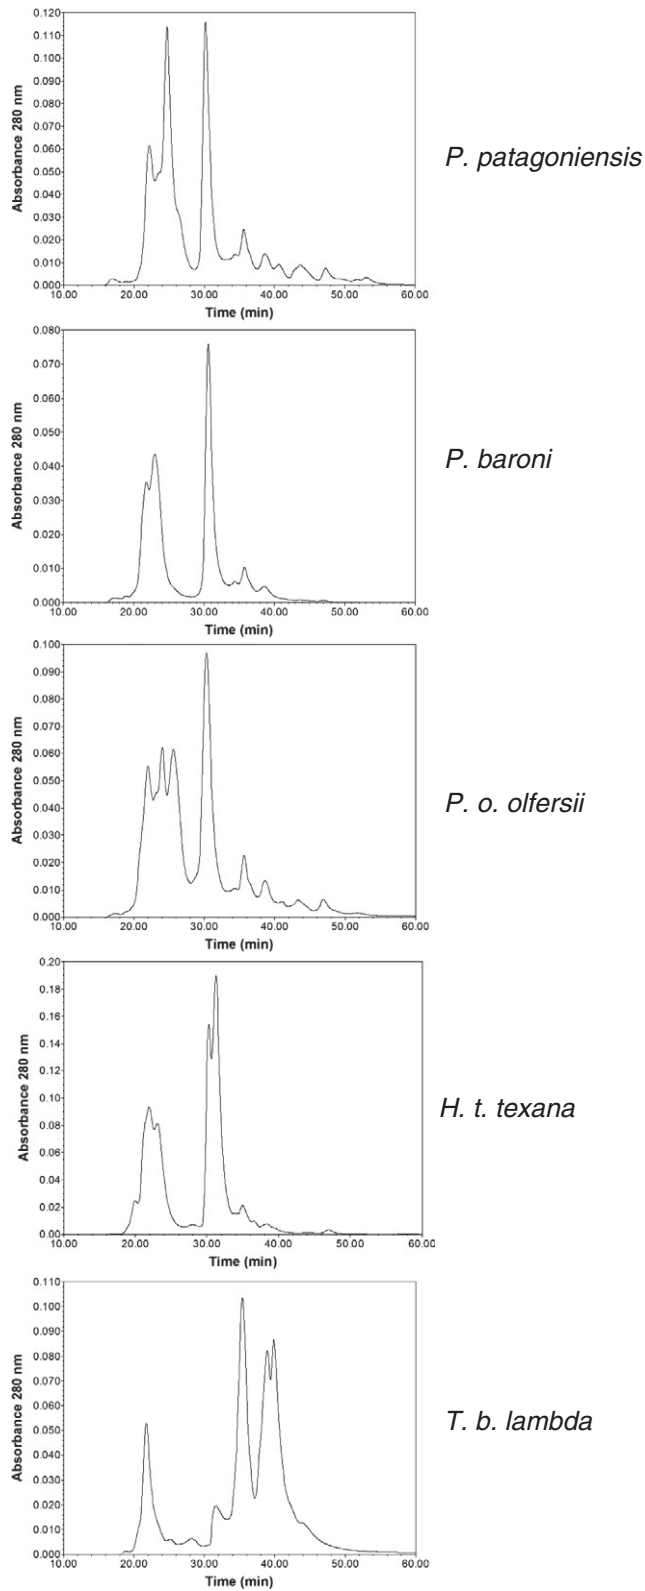 0.120
0.110
0.100
0.090
0.080
0.070
0.060
0.050
0.040
0.030
0.020
0.010
0.000
Absorbance 280 nm
10.00 20.00 30.00 40.00 50.00 60.00
Time (min)
P. patagoniensis
0.080
0.070
0.060
0.050
0.040
0.030
0.020
0.010
0.000
Absorbance 280 nm
10.00 20.00 30.00 40.00 50.00 60.00
Time (min)
P. baroni
0.100
0.090
0.080
0.070
0.060
0.050
0.040
0.030
0.020
0.010
0.000
Absorbance 280 nm
10.00 20.00 30.00 40.00 50.00 60.00
Time (min)
P. o. olfersii
0.20
0.18
0.16
0.14
0.12
0.10
0.08
0.06
0.04
0.02
0.00
Absorbance 280 nm
10.00 20.00 30.00 40.00 50.00 60.00
Time (min)
H. t. texana
0.110
0.100
0.090
0.080
0.070
0.060
0.050
0.040
0.030
0.020
0.010
0.000
Absorbance 280 nm
10.00 20.00 30.00 40.00 50.00 60.00
Time (min)
T. b. lambda